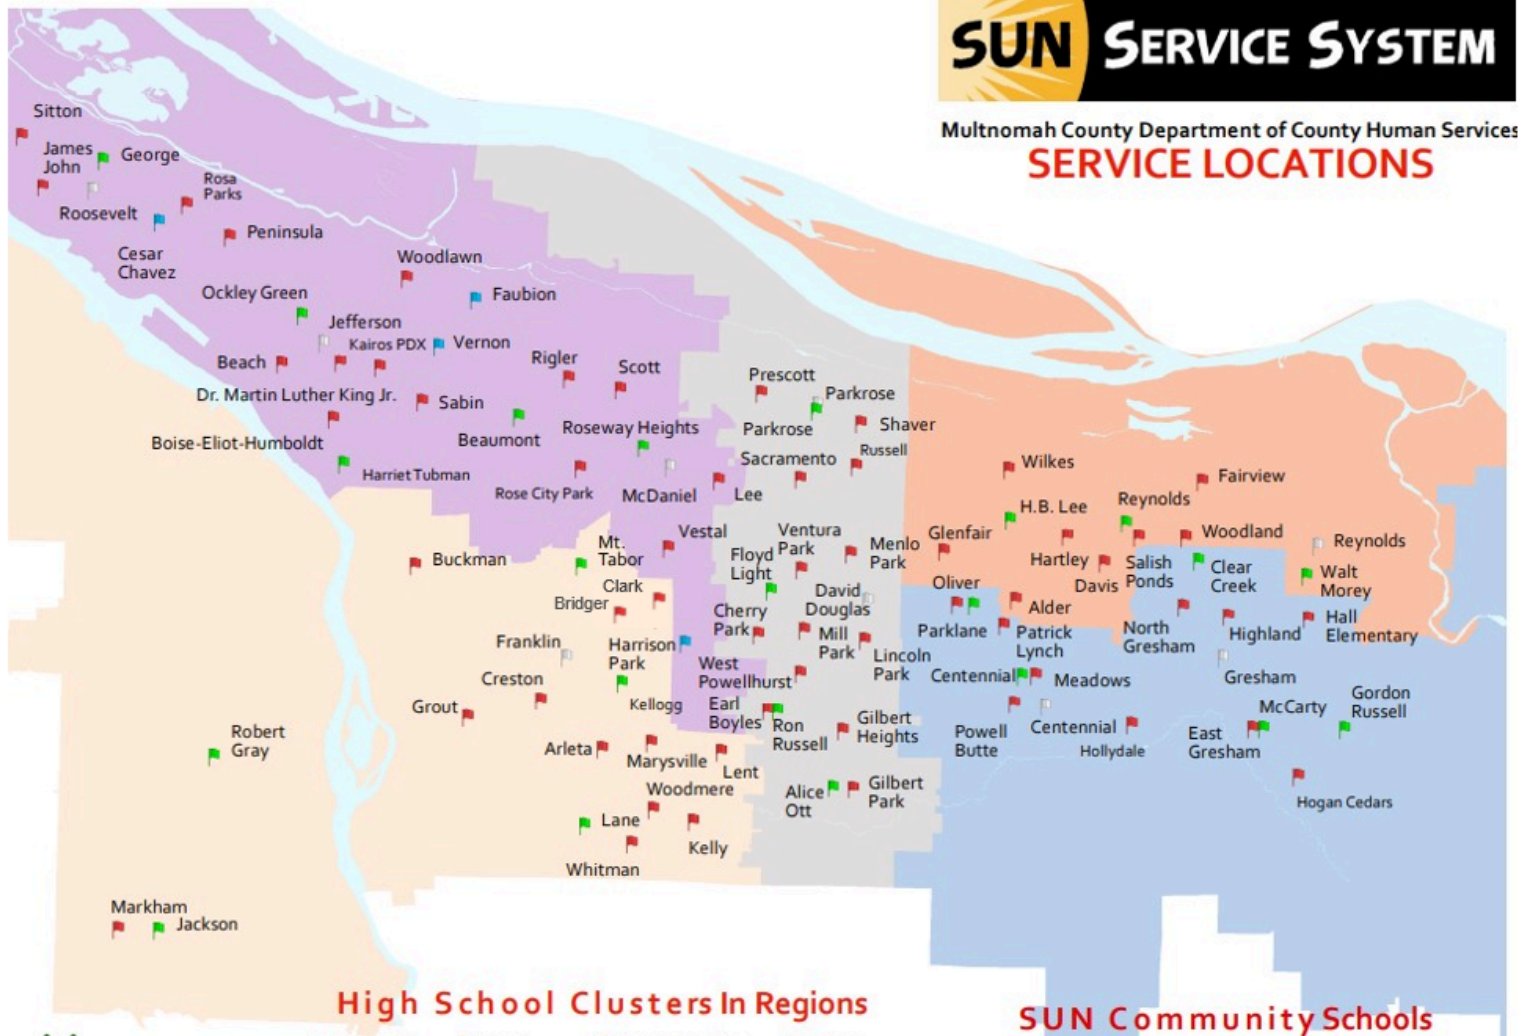 SUN SERVICE SYSTEM
Multnomah County Department of County Human Services
SERVICE LOCATIONS
Sitton
James
John
George
Rosa
Parks
Roosevelt
Peninsula
Cesar
Chavez
Woodlawn
Ockley Green
Faubion
Jefferson
Kairos PDX
Vernon
Beach
Rigler
Scott
Dr. Martin Luther King Jr.
Sabin
Prescott
Parkrose
Beaumont
Roseway Heights
Parkrose
Shaver
Boise-Eliot-Humboldt
Harriet Tubman
Sacramento
Russell
Rose City Park
McDaniel
Lee
Wilkes
Fairview
H.B. Lee
Reynolds
Vestal
Ventura
Park
Menlo
Park
Glenfair
Woodland
Reynolds
Buckman
Mt.
Tabor
Floyd
Light
Hartley
Davis
Salish
Ponds
Clear
Creek
Walt
Morey
Clark
Bridger
David
Douglas
Oliver
Alder
Cherry
Park
Mill
Park
Parklane
Patrick
Lynch
North
Gresham
Highland
Hall
Elementary
Franklin
Harrison
Park
Lincoln
Park
West
Powellhurst
Centennial
Meadows
Gresham
Creston
Grout
Kellogg
Earl
Boyles
Ron
Russell
Gilbert
Heights
Powell
Butte
Centennial
Hollydale
McCarty
Gordon
Russell
East
Gresham
Robert
Gray
Arleta
Marysville
Lent
Woodmere
Alice
Ott
Gilbert
Park
Hogan Cedars
Lane
Kelly
Whitman
Markham
Jackson
High School Clusters In Regions
SUN Community Schools